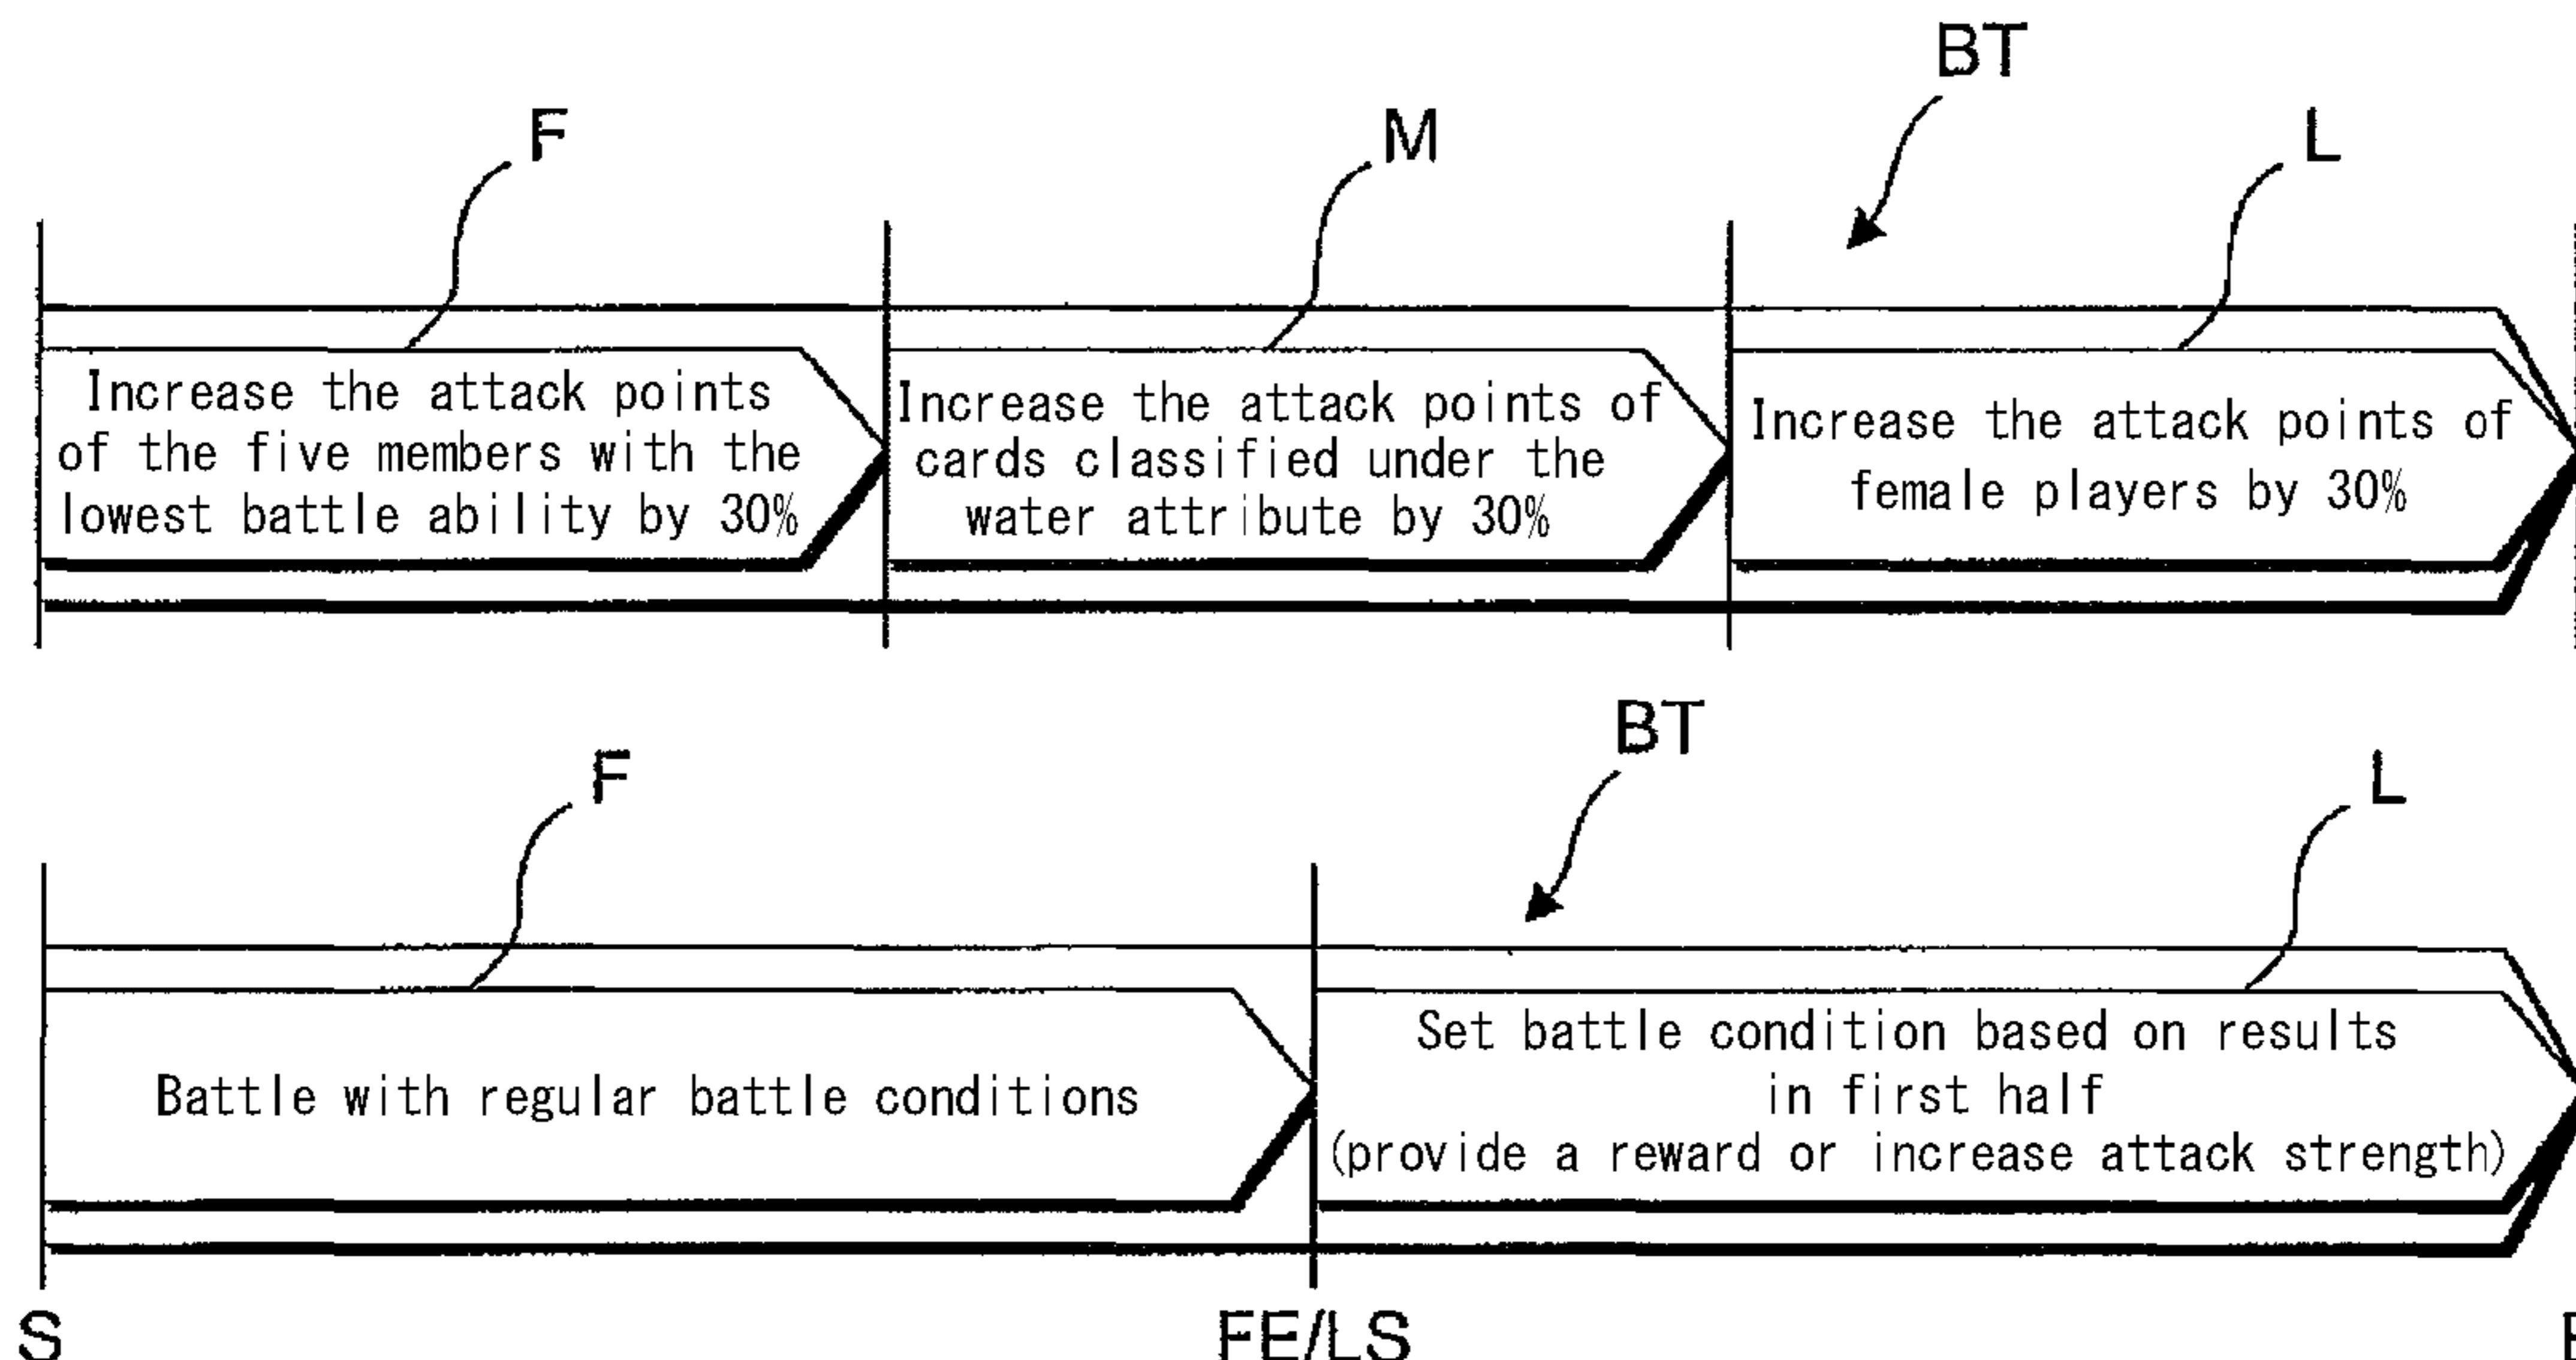 BT
F
M
L
Increase the attack points
of the five members with the
lowest battle ability by 30%
Increase the attack points of
cards classified under the
water attribute by 30%
Increase the attack points of
female players by 30%
BT
F
L
Battle with regular battle conditions
Set battle condition based on results
in first half
(provide a reward or increase attack strength)
S
FE/LS